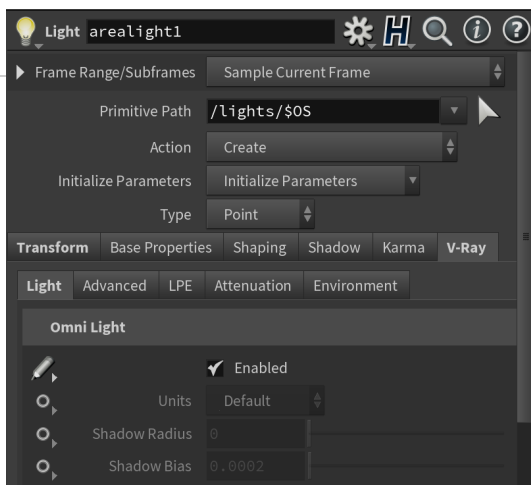 Light arealight1
Frame Range/Subframes Sample Current Frame
Primitive Path /lights/$OS
Action Create
Initialize Parameters Initialize Parameters
Type Point
Transform Base Properties Shaping Shadow Karma V-Ray
Light Advanced LPE Attenuation Environment
Omni Light
Enabled
Units Default
Shadow Radius 0
Shadow Bias 0.0002